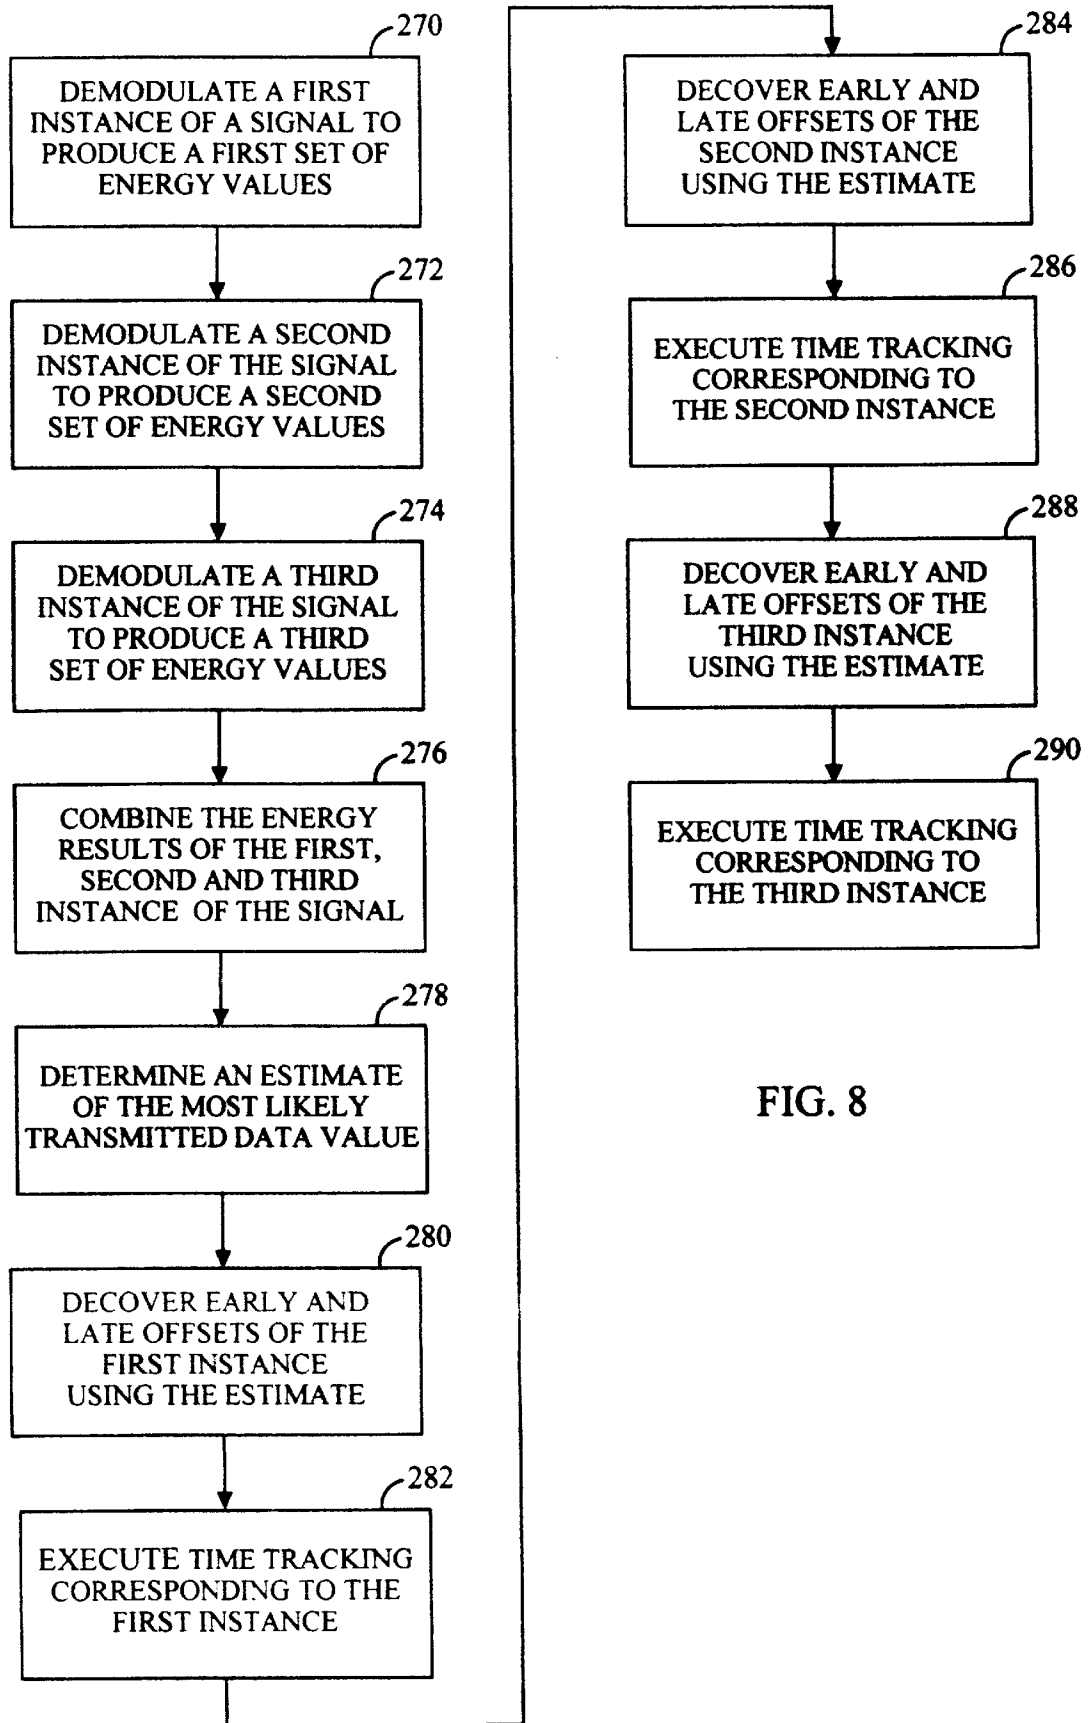 270
DEMODULATE A FIRST
INSTANCE OF A SIGNAL TO
PRODUCE A FIRST SET OF
ENERGY VALUES
272
DEMODULATE A SECOND
INSTANCE OF THE SIGNAL
TO PRODUCE A SECOND
SET OF ENERGY VALUES
274
DEMODULATE A THIRD
INSTANCE OF THE SIGNAL
TO PRODUCE A THIRD
SET OF ENERGY VALUES
276
COMBINE THE ENERGY
RESULTS OF THE FIRST,
SECOND AND THIRD
INSTANCE OF THE SIGNAL
278
DETERMINE AN ESTIMATE
OF THE MOST LIKELY
TRANSMITTED DATA VALUE
280
DECOVER EARLY AND
LATE OFFSETS OF THE
FIRST INSTANCE
USING THE ESTIMATE
282
EXECUTE TIME TRACKING
CORRESPONDING TO THE
FIRST INSTANCE
284
DECOVER EARLY AND
LATE OFFSETS OF THE
SECOND INSTANCE
USING THE ESTIMATE
286
EXECUTE TIME TRACKING
CORRESPONDING TO
THE SECOND INSTANCE
288
DECOVER EARLY AND
LATE OFFSETS OF THE
THIRD INSTANCE
USING THE ESTIMATE
290
EXECUTE TIME TRACKING
CORRESPONDING TO
THE THIRD INSTANCE
FIG. 8